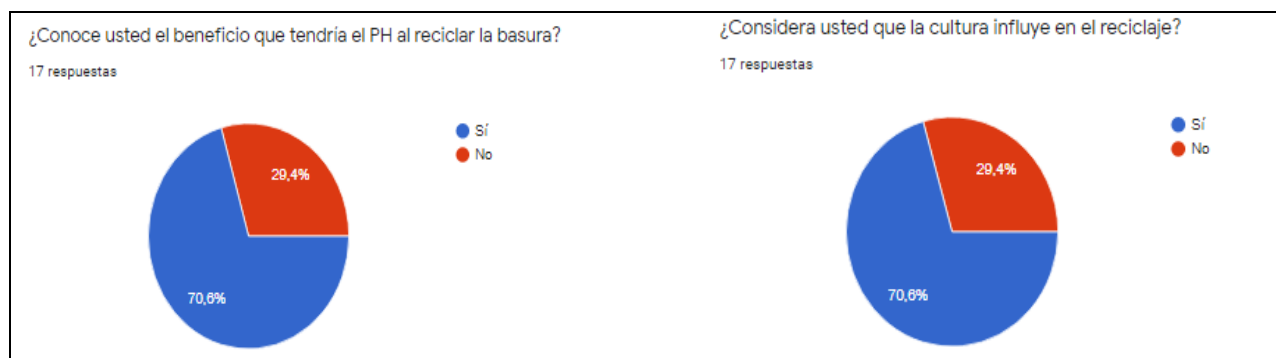 ¿Conoce usted el beneficio que tendría el PH al reciclar la basura?
17 respuestas
Sí
No
29,4%
70,6%
¿Considera usted que la cultura influye en el reciclaje?
17 respuestas
Sí
No
29,4%
70,6%